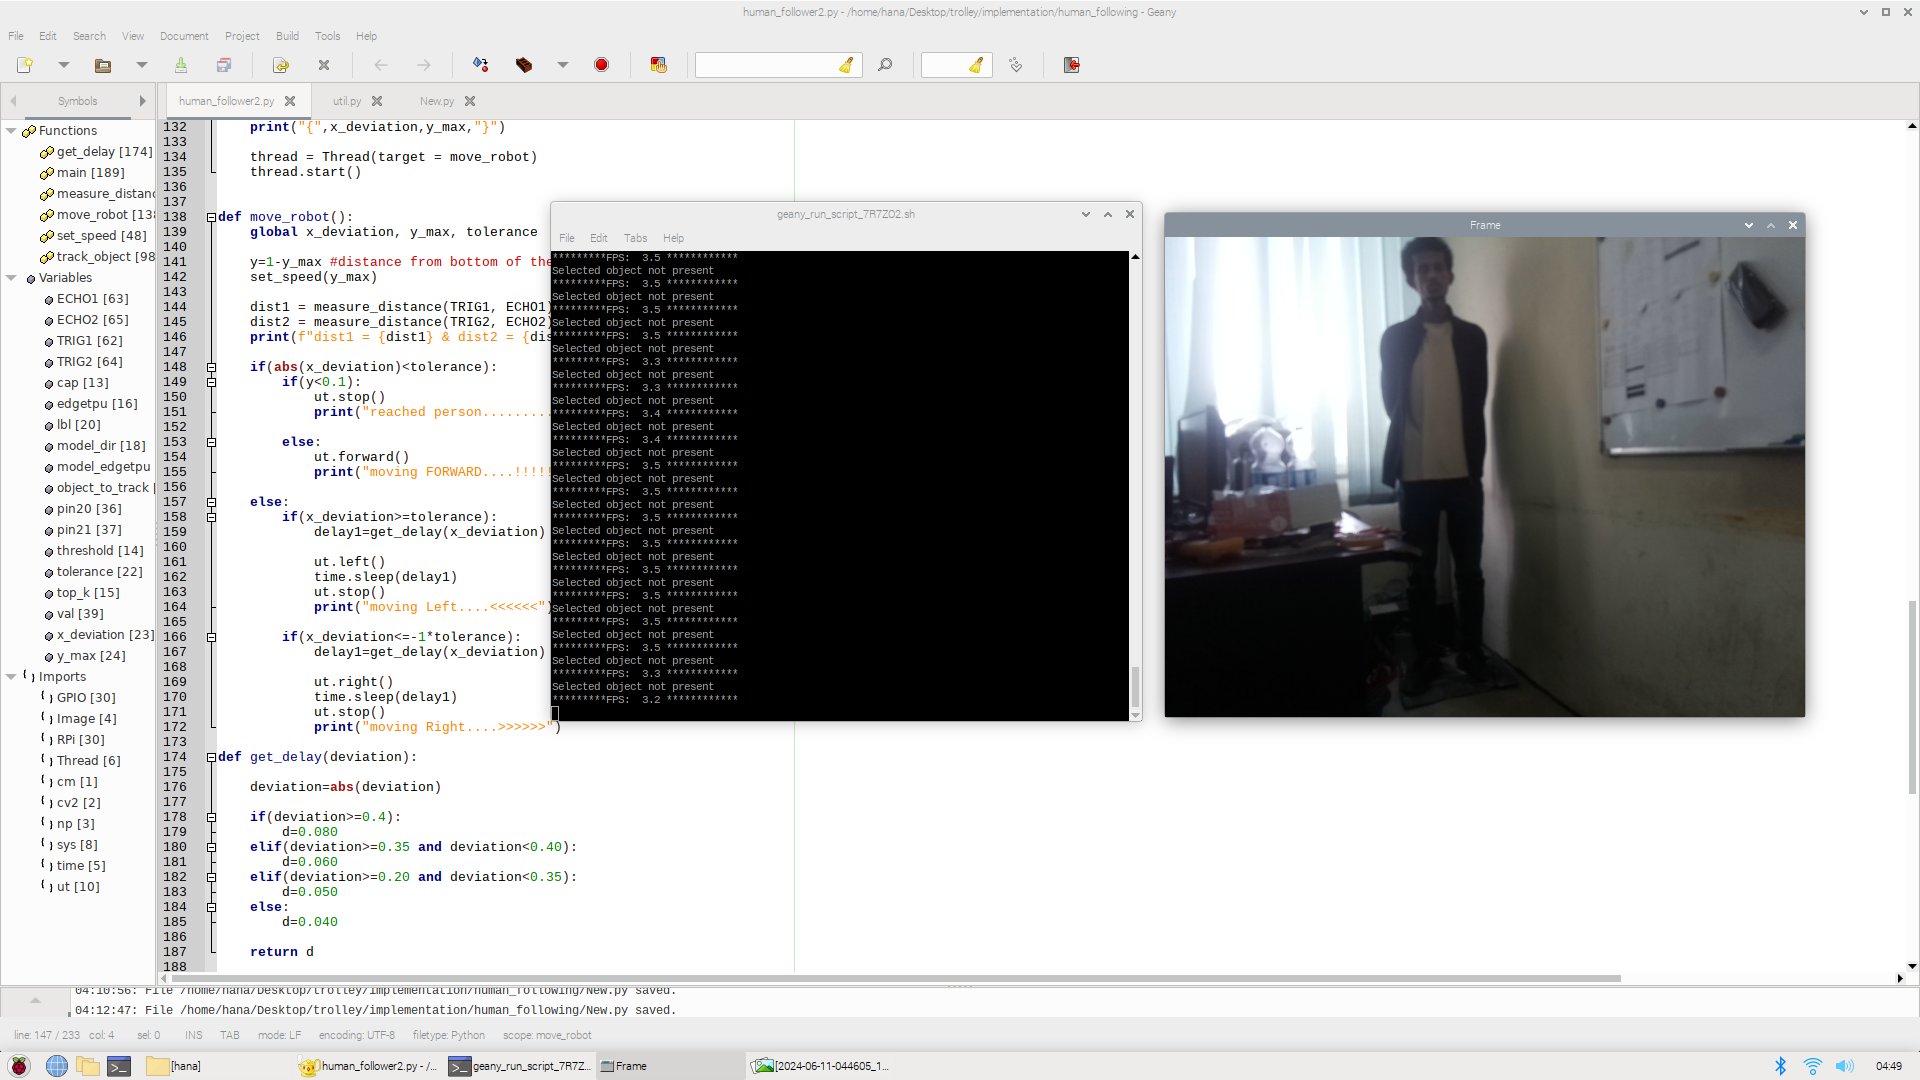 human_follower2.py - /home/hana/Desktop/trolley/implementation/human_following - Geany
File Edit Search View Document Project Build Tools Help
Symbols
human_follower2.py util.py New.py
Functions
get_delay [174]
main [189]
measure_distanc
move_robot [138
set_speed [48]
track_object [98
Variables
ECHO1 [63]
ECHO2 [65]
TRIG1 [62]
TRIG2 [64]
cap [13]
edgetpu [16]
lbl [20]
model_dir [18]
model_edgetpu
object_to_track [
pin20 [36]
pin21 [37]
threshold [14]
tolerance [22]
top_k [15]
val [39]
x_deviation [23]
y_max [24]
Imports
GPIO [30]
Image [4]
RPi [30]
Thread [6]
cm [1]
cv2 [2]
np [3]
sys [8]
time [5]
ut [10]
132 print("{",x_deviation,y_max,"}")
133
134 thread = Thread(target = move_robot)
135 thread.start()
136
137
138 def move_robot():
139 global x_deviation, y_max, tolerance
140
141 y=1-y_max #distance from bottom of the
142 set_speed(y_max)
143
144 dist1 = measure_distance(TRIG1, ECHO1)
145 dist2 = measure_distance(TRIG2, ECHO2)
146 print(f"dist1 = {dist1} & dist2 = {dis
147
148 if(abs(x_deviation)<tolerance):
149 if(y<0.1):
150 ut.stop()
151 print("reached person.........
152
153 else:
154 ut.forward()
155 print("moving FORWARD....!!!!!
156
157 else:
158 if(x_deviation>=tolerance):
159 delay1=get_delay(x_deviation)
160
161 ut.left()
162 time.sleep(delay1)
163 ut.stop()
164 print("moving Left....<<<<<<")
165
166 if(x_deviation<=-1*tolerance):
167 delay1=get_delay(x_deviation)
168
169 ut.right()
170 time.sleep(delay1)
171 ut.stop()
172 print("moving Right....>>>>>>")
173
174 def get_delay(deviation):
175
176 deviation=abs(deviation)
177
178 if(deviation>=0.4):
179 d=0.080
180 elif(deviation>=0.35 and deviation<0.40):
181 d=0.060
182 elif(deviation>=0.20 and deviation<0.35):
183 d=0.050
184 else:
185 d=0.040
186
187 return d
188
geany_run_script_7R7ZO2.sh
File Edit Tabs Help
*********FPS: 3.5 ************
Selected object not present
*********FPS: 3.5 ************
Selected object not present
*********FPS: 3.5 ************
Selected object not present
*********FPS: 3.5 ************
Selected object not present
*********FPS: 3.3 ************
Selected object not present
*********FPS: 3.3 ************
Selected object not present
*********FPS: 3.4 ************
Selected object not present
*********FPS: 3.4 ************
Selected object not present
*********FPS: 3.5 ************
Selected object not present
*********FPS: 3.5 ************
Selected object not present
*********FPS: 3.5 ************
Selected object not present
*********FPS: 3.5 ************
Selected object not present
*********FPS: 3.5 ************
Selected object not present
*********FPS: 3.5 ************
Selected object not present
*********FPS: 3.5 ************
Selected object not present
*********FPS: 3.5 ************
Selected object not present
*********FPS: 3.3 ************
Selected object not present
*********FPS: 3.2 ************
Frame
04:10:56: File /home/hana/Desktop/trolley/implementation/human_following/New.py saved.
04:12:47: File /home/hana/Desktop/trolley/implementation/human_following/New.py saved.
line: 147 / 233 col: 4 sel: 0 INS TAB mode: LF encoding: UTF-8 filetype: Python scope: move_robot
[hana] human_follower2.py - /... geany_run_script_7R7Z... Frame [2024-06-11-044605_1... 04:49